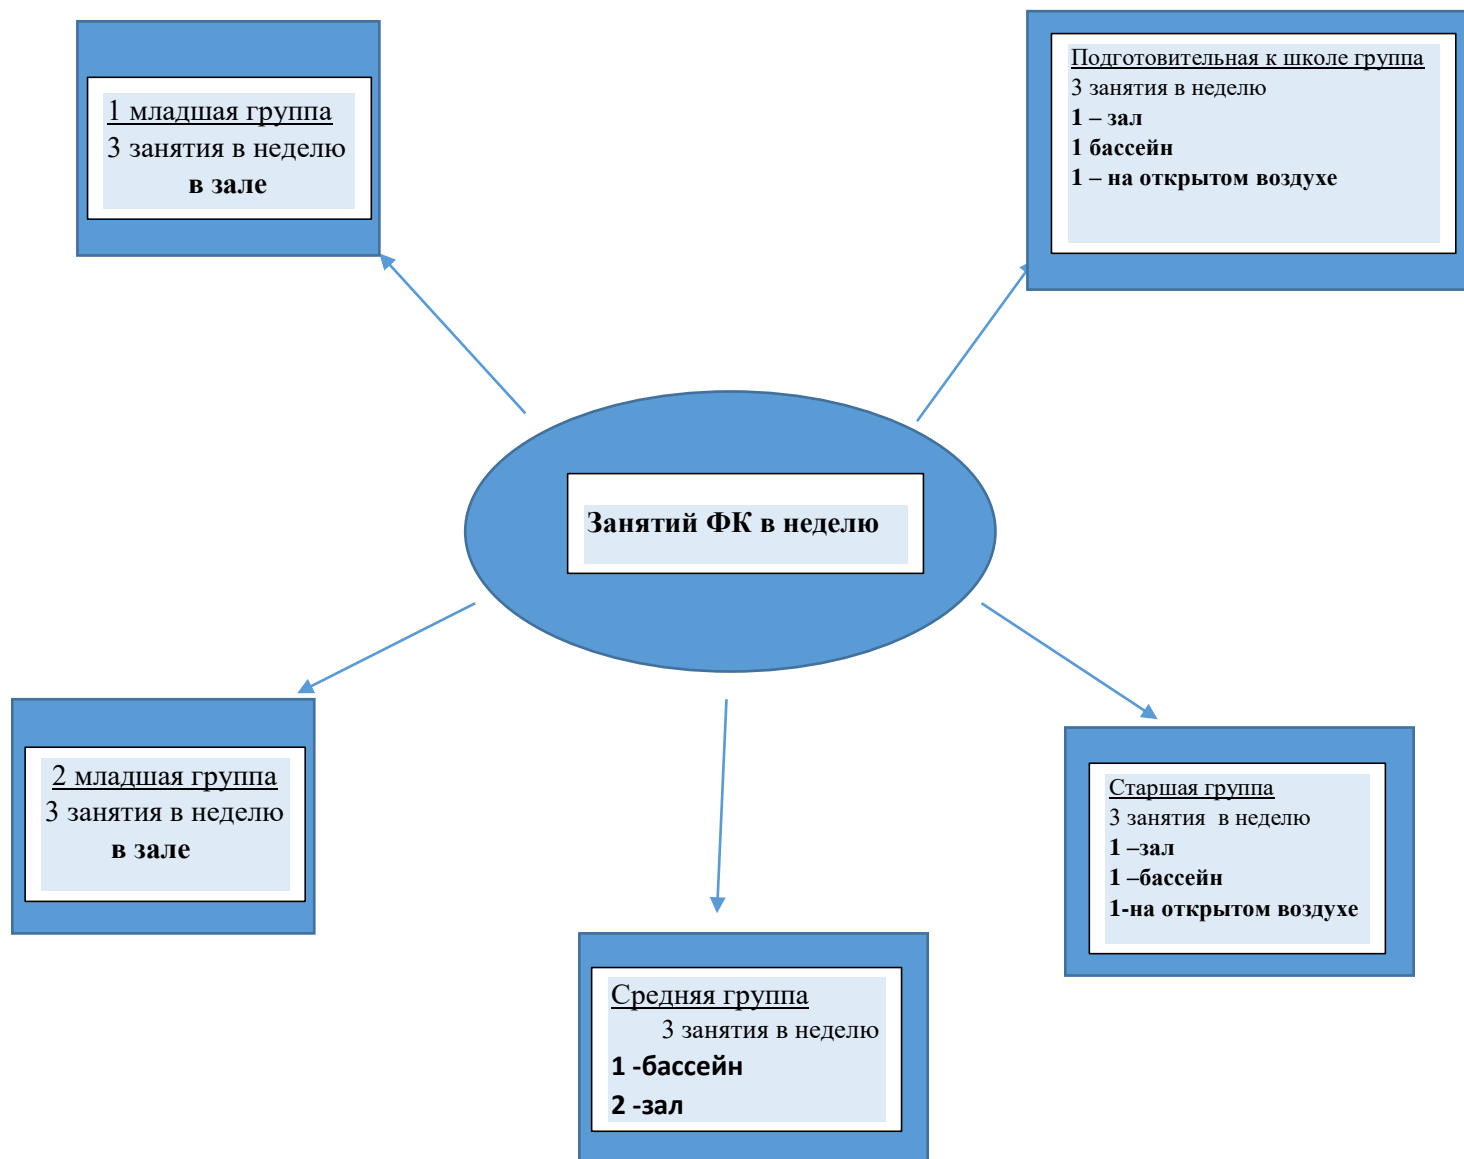 1 младшая группа
3 занятия в неделю
в зале
Подготовительная к школе группа
3 занятия в неделю
1 – зал
1 бассейн
1 – на открытом воздухе
Занятий ФК в неделю
2 младшая группа
3 занятия в неделю
в зале
Старшая группа
3 занятия  в неделю
1 –зал
1 –бассейн
1-на открытом воздухе
Средняя группа
3 занятия в неделю
1 -бассейн
2 -зал